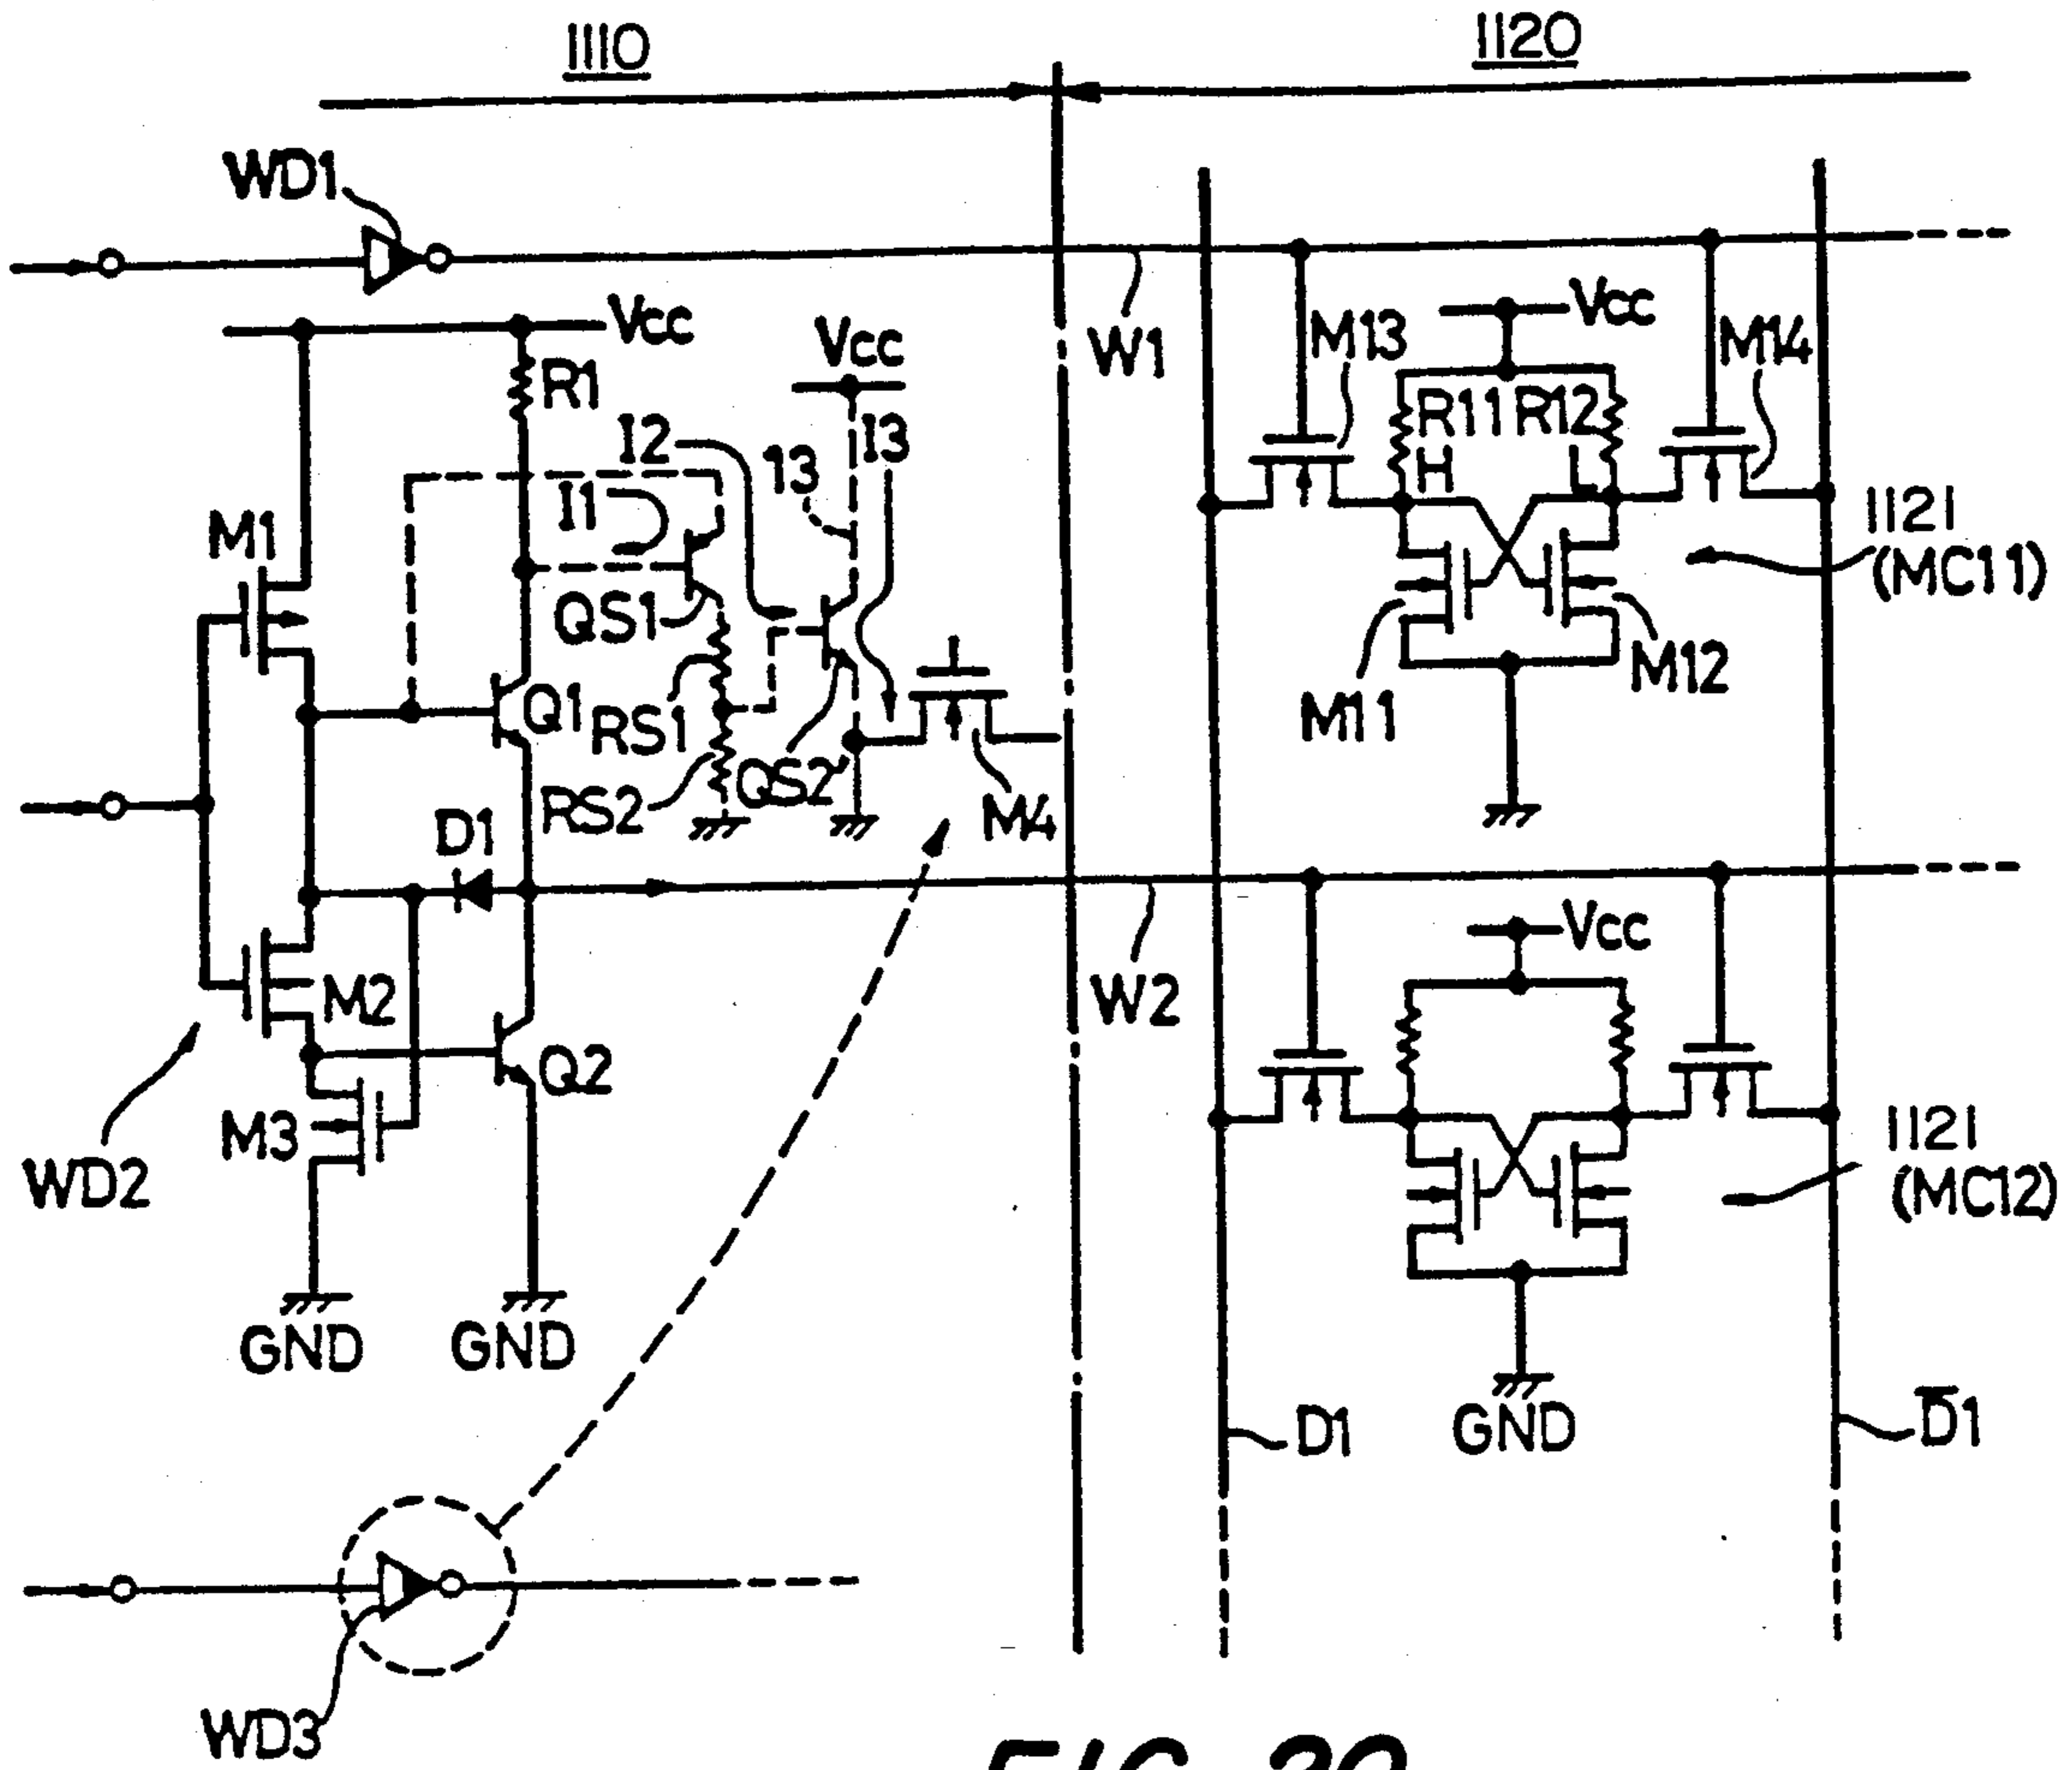 1110
1120
WD1
Vcc
Vcc
R1
W1
M13
Vcc
M14
I2
13
I3
R11
R12
H
L
I1
M1
1121
(MC11)
QS1
Q1
RS1
M11
M12
RS2
QS2
M4
D1
M2
W2
Vcc
Q2
M3
1121
(MC12)
WD2
GND
GND
D1
GND
D̅1
WD3